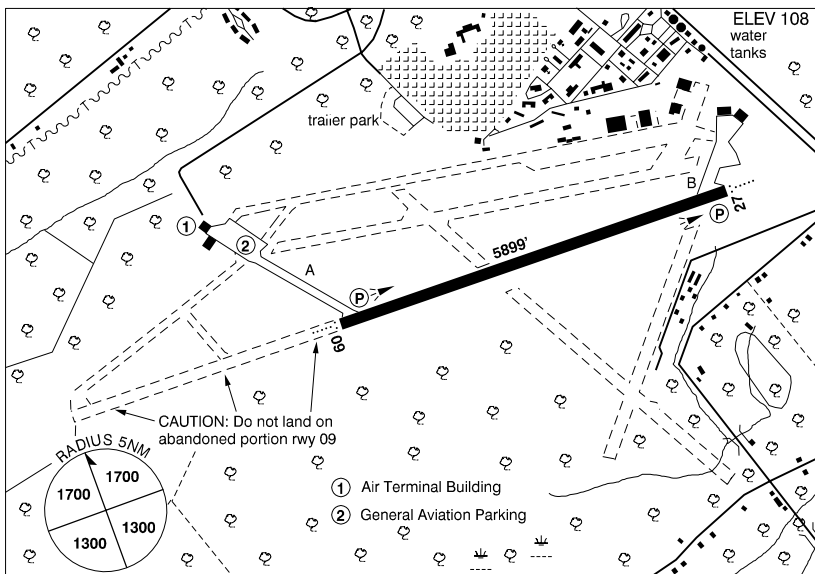 ELEV 108
water
tanks
trailer park
1
2
A
B
P
P
5899'
27
09
CAUTION: Do not land on
abandoned portion rwy 09
RADIUS 5NM
1700
1700
1300
1300
1 Air Terminal Building
2 General Aviation Parking